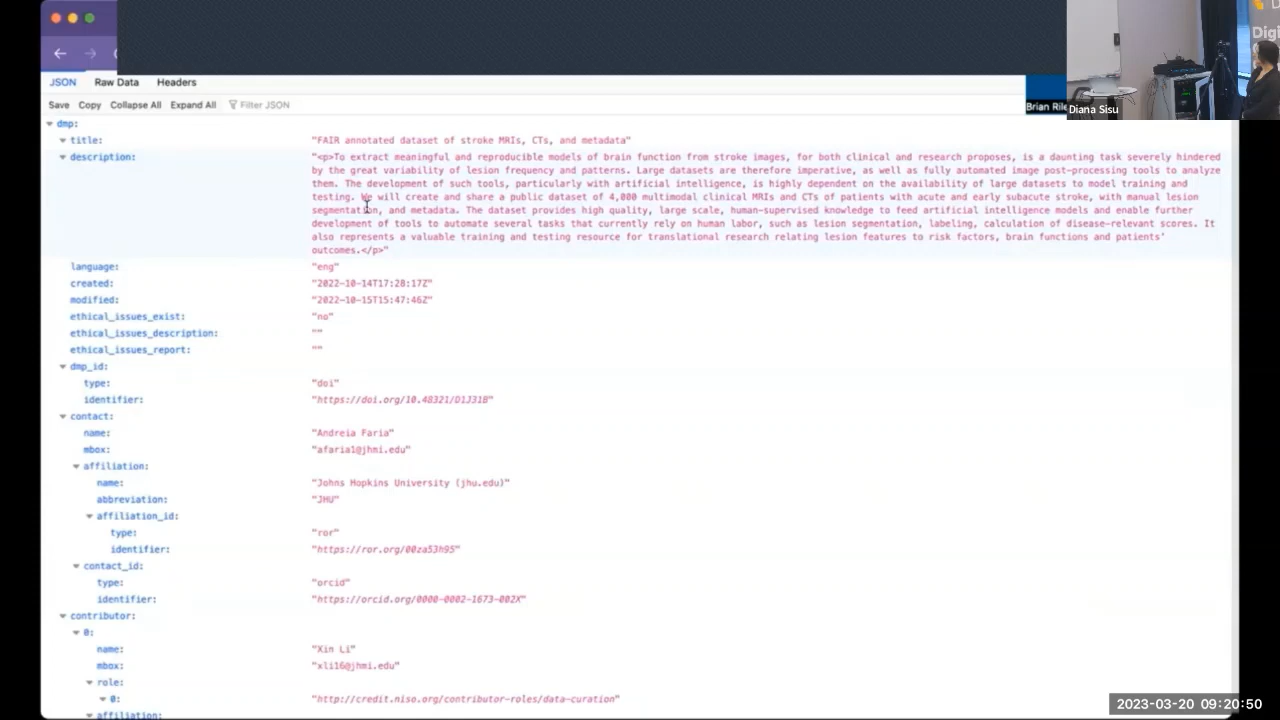 JSON Raw Data Headers
Save Copy Collapse All Expand All Filter JSON
Digi
Brian Rile
Diana Sisu
dmp:
title: "FAIR annotated dataset of stroke MRIs, CTs, and metadata"
description: "<p>To extract meaningful and reproducible models of brain function from stroke images, for both clinical and research proposes, is a daunting task severely hindered
by the great variability of lesion frequency and patterns. Large datasets are therefore imperative, as well as fully automated image post-processing tools to analyze
them. The development of such tools, particularly with artificial intelligence, is highly dependent on the availability of large datasets to model training and
testing. We will create and share a public dataset of 4,000 multimodal clinical MRIs and CTs of patients with acute and early subacute stroke, with manual lesion
segmentation, and metadata. The dataset provides high quality, large scale, human-supervised knowledge to feed artificial intelligence models and enable further
development of tools to automate several tasks that currently rely on human labor, such as lesion segmentation, labeling, calculation of disease-relevant scores. It
also represents a valuable training and testing resource for translational research relating lesion features to risk factors, brain functions and patients'
outcomes.</p>"
language: "eng"
created: "2022-10-14T17:28:17Z"
modified: "2022-10-15T15:47:46Z"
ethical_issues_exist: "no"
ethical_issues_description: ""
ethical_issues_report: ""
dmp_id:
type: "doi"
identifier: "https://doi.org/10.48321/D1J31B"
contact:
name: "Andreia Faria"
mbox: "afaria1@jhmi.edu"
affiliation:
name: "Johns Hopkins University (jhu.edu)"
abbreviation: "JHU"
affiliation_id:
type: "ror"
identifier: "https://ror.org/00za53h95"
contact_id:
type: "orcid"
identifier: "https://orcid.org/0000-0002-1673-002X"
contributor:
0:
name: "Xin Li"
mbox: "xli16@jhmi.edu"
role:
0: "http://credit.niso.org/contributor-roles/data-curation"
affiliation:
2023-03-20 09:20:50